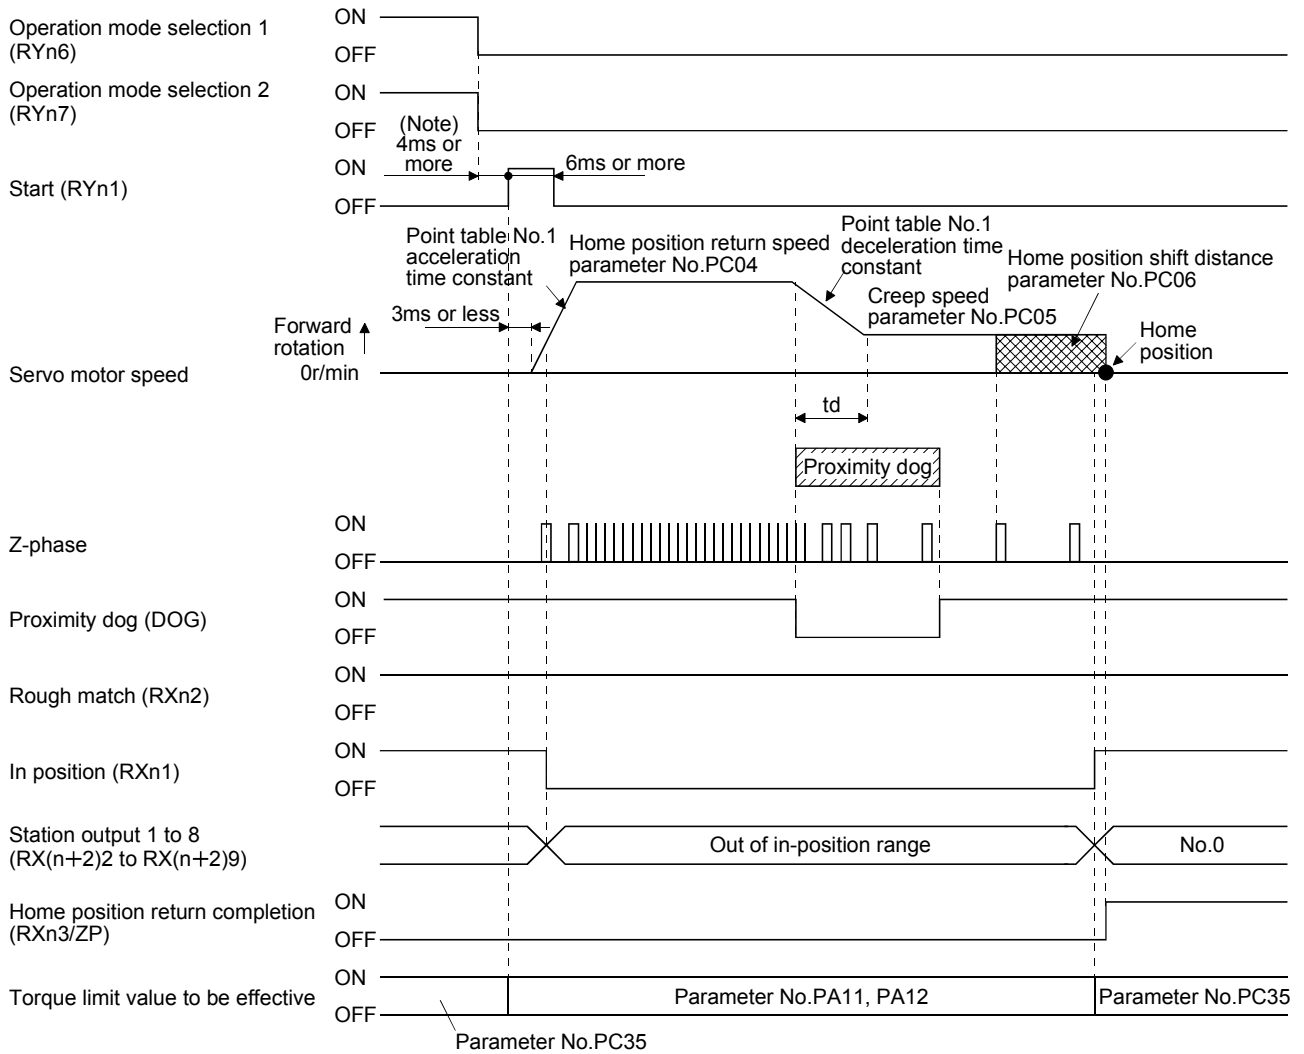 Operation mode selection 1
(RYn6)
ON
OFF
Operation mode selection 2
(RYn7)
ON
OFF
(Note)
4ms or
more
Start (RYn1)
ON
OFF
6ms or more
Point table No.1
acceleration
time constant
Home position return speed
parameter No.PC04
Point table No.1
deceleration time
constant
Home position shift distance
parameter No.PC06
Creep speed
parameter No.PC05
3ms or less
Forward
rotation
0r/min
Servo motor speed
Home
position
td
Proximity dog
Z-phase
ON
OFF
Proximity dog (DOG)
ON
OFF
Rough match (RXn2)
ON
OFF
In position (RXn1)
ON
OFF
Station output 1 to 8
(RX(n+2)2 to RX(n+2)9)
Out of in-position range
No.0
Home position return completion
(RXn3/ZP)
ON
OFF
Torque limit value to be effective
ON
OFF
Parameter No.PA11, PA12
Parameter No.PC35
Parameter No.PC35